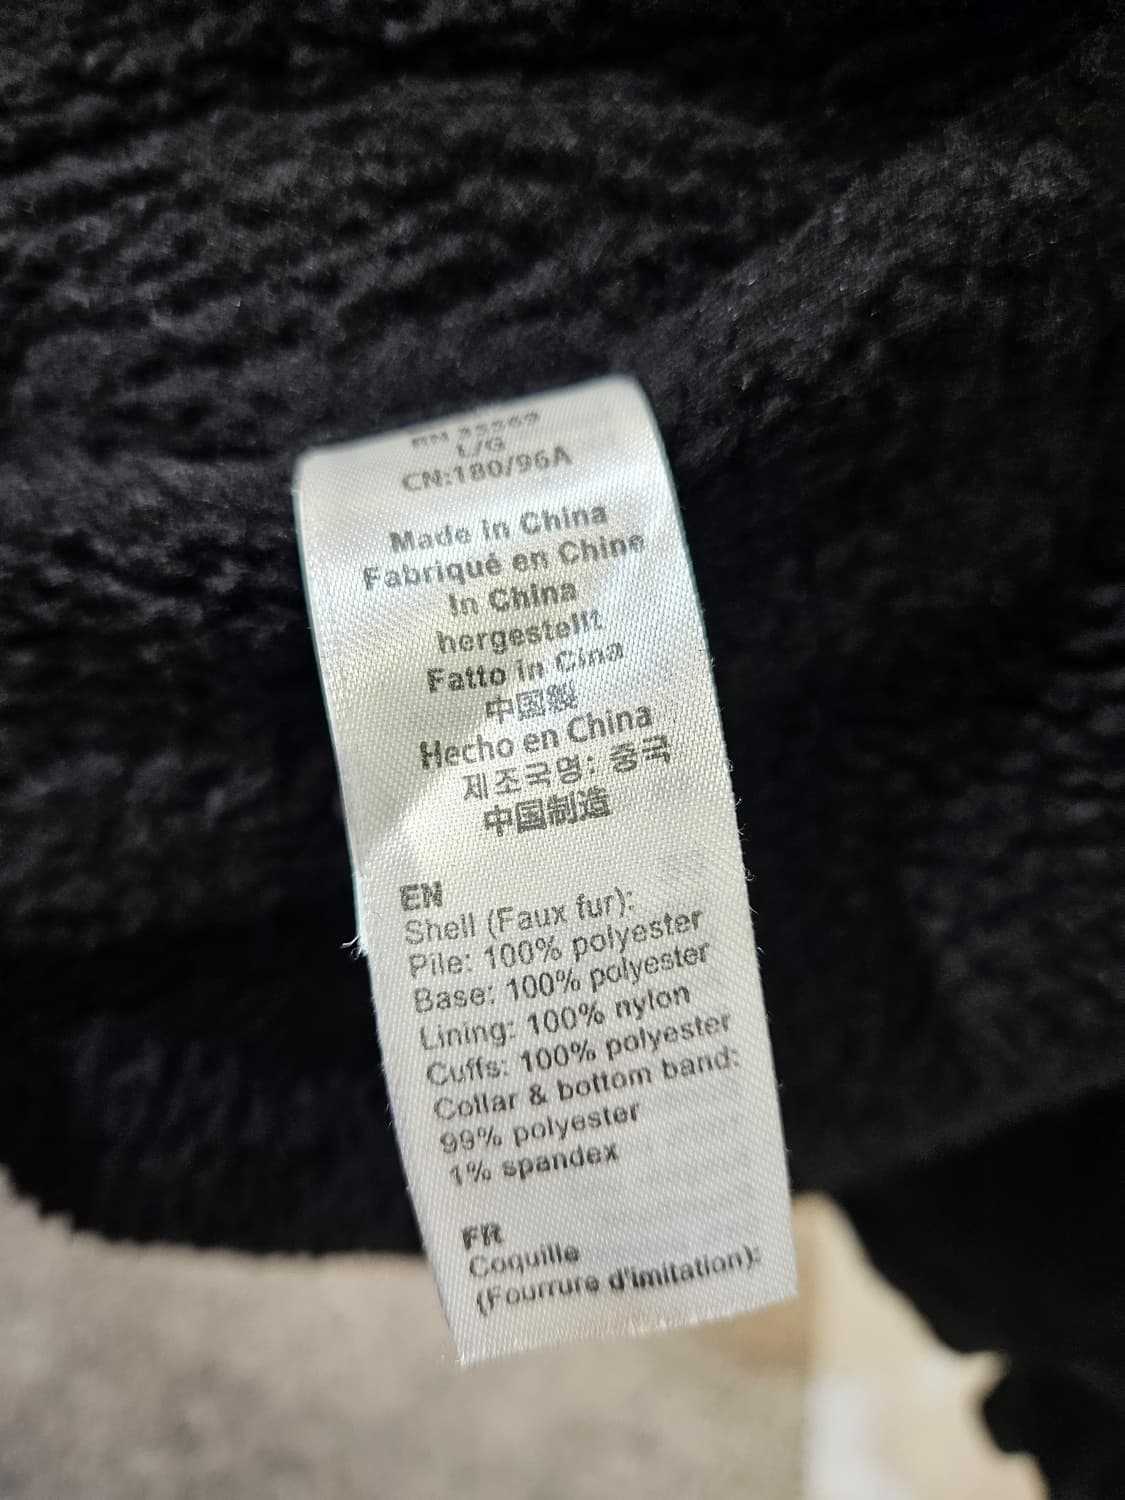 L/G
CN:180/96A
Made in China
Fabriqué en Chine
In China
hergestellt
Fatto in Cina
中国製
Hecho en China
제조국명: 중국
中国制造
EN
Shell (Faux fur):
Pile: 100% polyester
Base: 100% polyester
Lining: 100% nylon
Cuffs: 100% polyester
Collar & bottom band:
99% polyester
1% spandex
FR
Coquille
(Fourrure d'imitation):